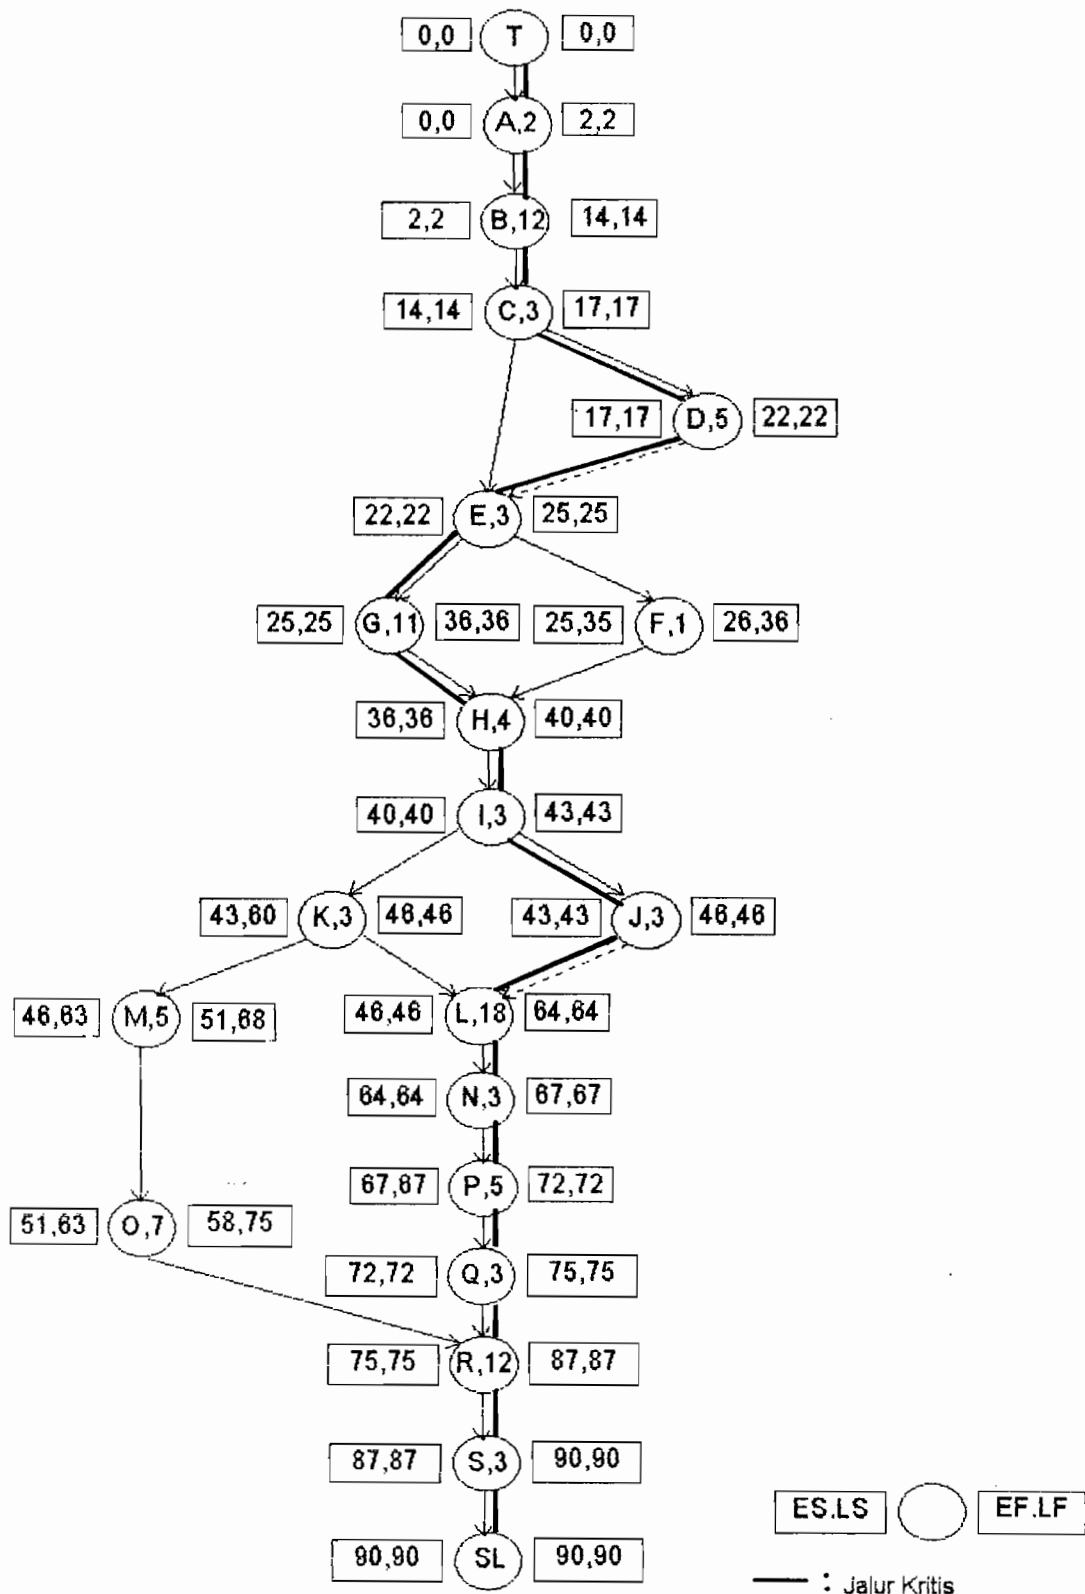 0,0 T 0,0
0,0 A,2 2,2
2,2 B,12 14,14
14,14 C,3 17,17
17,17 D,5 22,22
22,22 E,3 25,25
25,25 G,11 36,36 25,35 F,1 26,36
36,36 H,4 40,40
40,40 I,3 43,43
43,60 K,3 46,46 43,43 J,3 46,46
46,63 M,5 51,68 46,46 L,18 64,64
64,64 N,3 67,67
67,67 P,5 72,72
51,63 O,7 58,75
72,72 Q,3 75,75
75,75 R,12 87,87
87,87 S,3 90,90
ES.LS EF.LF
90,90 SL 90,90
: Jalur Kritis